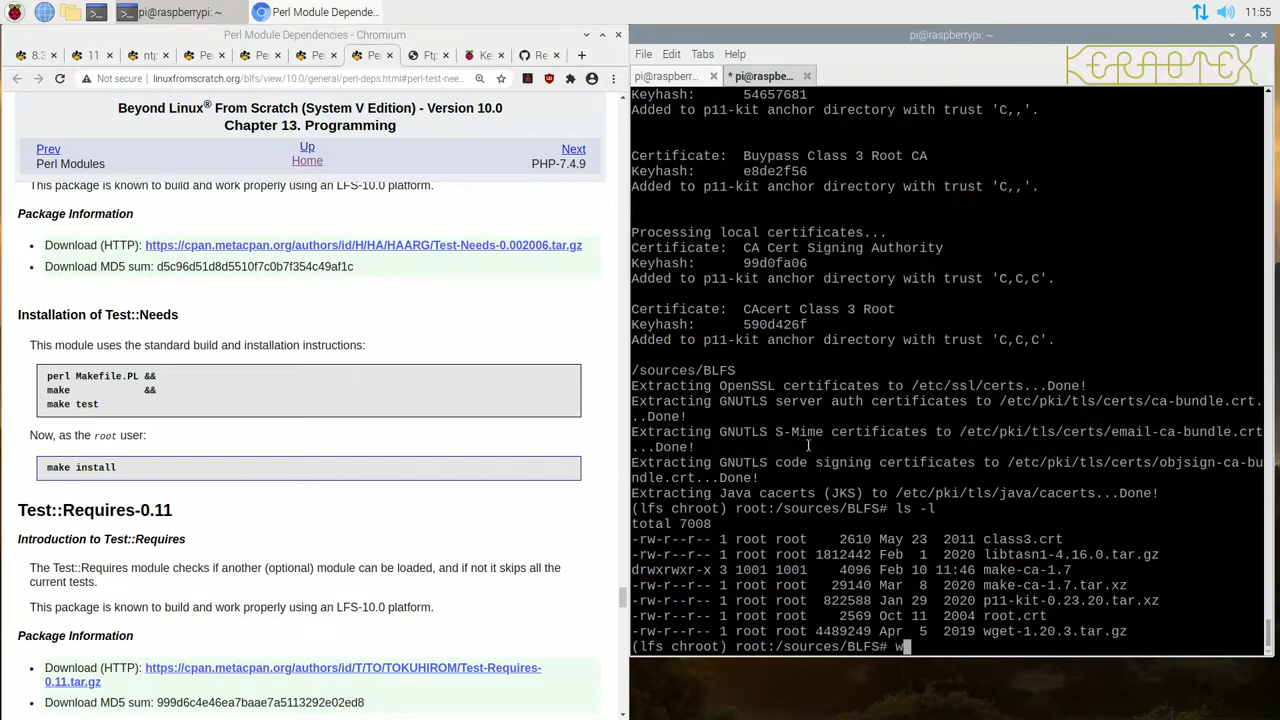 pi@raspberrypi: ~
Perl Module Depende...
11:55
Perl Module Dependencies - Chromium
8.3
11
ntp
Pe
Pe
Pe
Pe
Ftp
Ke
Re
Not secure
linuxfromscratch.org/blfs/view/10.0/general/perl-deps.html#perl-test-nee...
Beyond Linux® From Scratch (System V Edition) - Version 10.0
Chapter 13. Programming
Prev
Up
Next
Perl Modules
Home
PHP-7.4.9
This package is known to build and work properly using an LFS-10.0 platform.
Package Information
Download (HTTP): https://cpan.metacpan.org/authors/id/H/HA/HAARG/Test-Needs-0.002006.tar.gz
Download MD5 sum: d5c96d51d8d5510f7c0b7f354c49af1c
Installation of Test::Needs
This module uses the standard build and installation instructions:
perl Makefile.PL &&
make &&
make test
Now, as the root user:
make install
Test::Requires-0.11
Introduction to Test::Requires
The Test::Requires module checks if another (optional) module can be loaded, and if not it skips all the
current tests.
This package is known to build and work properly using an LFS-10.0 platform.
Package Information
Download (HTTP): https://cpan.metacpan.org/authors/id/T/TO/TOKUHIROM/Test-Requires-
0.11.tar.gz
Download MD5 sum: 999d6c4e46ea7baae7a5113292e02ed8
pi@raspberrypi: ~
File Edit Tabs Help
pi@raspberr...
* pi@raspbe...
Keyhash: 54657681
Added to p11-kit anchor directory with trust 'C,,'.
Certificate: Buypass Class 3 Root CA
Keyhash: e8de2f56
Added to p11-kit anchor directory with trust 'C,,'.
Processing local certificates...
Certificate: CA Cert Signing Authority
Keyhash: 99d0fa06
Added to p11-kit anchor directory with trust 'C,C,C'.
Certificate: CAcert Class 3 Root
Keyhash: 590d426f
Added to p11-kit anchor directory with trust 'C,C,C'.
/sources/BLFS
Extracting OpenSSL certificates to /etc/ssl/certs...Done!
Extracting GNUTLS server auth certificates to /etc/pki/tls/certs/ca-bundle.crt.
..Done!
Extracting GNUTLS S-Mime certificates to /etc/pki/tls/certs/email-ca-bundle.crt
...Done!
Extracting GNUTLS code signing certificates to /etc/pki/tls/certs/objsign-ca-bu
ndle.crt...Done!
Extracting Java cacerts (JKS) to /etc/pki/tls/java/cacerts...Done!
(lfs chroot) root:/sources/BLFS# ls -l
total 7008
-rw-r--r-- 1 root root 2610 May 23 2011 class3.crt
-rw-r--r-- 1 root root 1812442 Feb 1 2020 libtasn1-4.16.0.tar.gz
drwxrwxr-x 3 1001 1001 4096 Feb 10 11:46 make-ca-1.7
-rw-r--r-- 1 root root 29140 Mar 8 2020 make-ca-1.7.tar.xz
-rw-r--r-- 1 root root 822588 Jan 29 2020 p11-kit-0.23.20.tar.xz
-rw-r--r-- 1 root root 2569 Oct 11 2004 root.crt
-rw-r--r-- 1 root root 4489249 Apr 5 2019 wget-1.20.3.tar.gz
(lfs chroot) root:/sources/BLFS# w